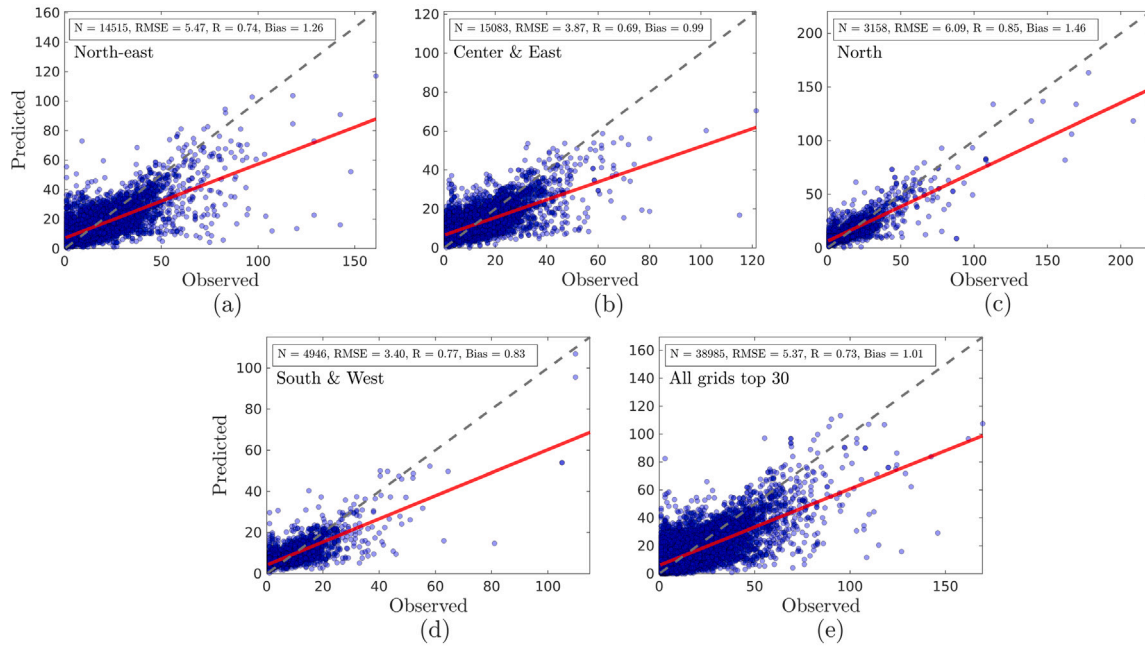 N = 14515, RMSE = 5.47, R = 0.74, Bias = 1.26
North-east
160
140
120
100
80
60
40
20
0
Predicted
0 50 100 150
Observed
(a)
N = 15083, RMSE = 3.87, R = 0.69, Bias = 0.99
Center & East
120
100
80
60
40
20
0
0 20 40 60 80 100 120
Observed
(b)
N = 3158, RMSE = 6.09, R = 0.85, Bias = 1.46
North
200
150
100
50
0
0 50 100 150 200
Observed
(c)
N = 4946, RMSE = 3.40, R = 0.77, Bias = 0.83
South & West
100
80
60
40
20
0
Predicted
0 20 40 60 80 100
Observed
(d)
N = 38985, RMSE = 5.37, R = 0.73, Bias = 1.01
All grids top 30
160
140
120
100
80
60
40
20
0
0 50 100 150
Observed
(e)